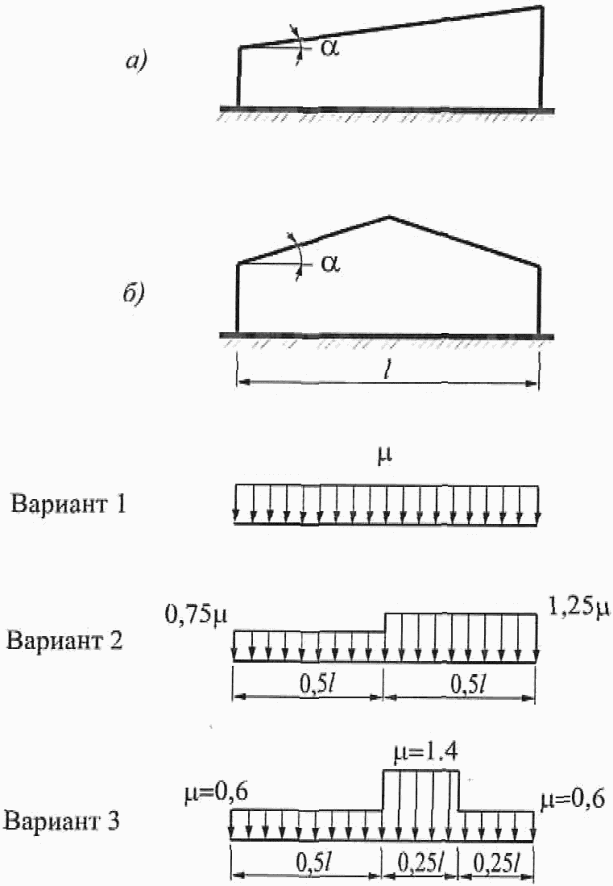 а)
α
б)
α
l
μ
Вариант 1
0,75μ
1,25μ
Вариант 2
0,5l
0,5l
μ=1.4
μ=0,6
μ=0,6
Вариант 3
0,5l
0,25l
0,25l